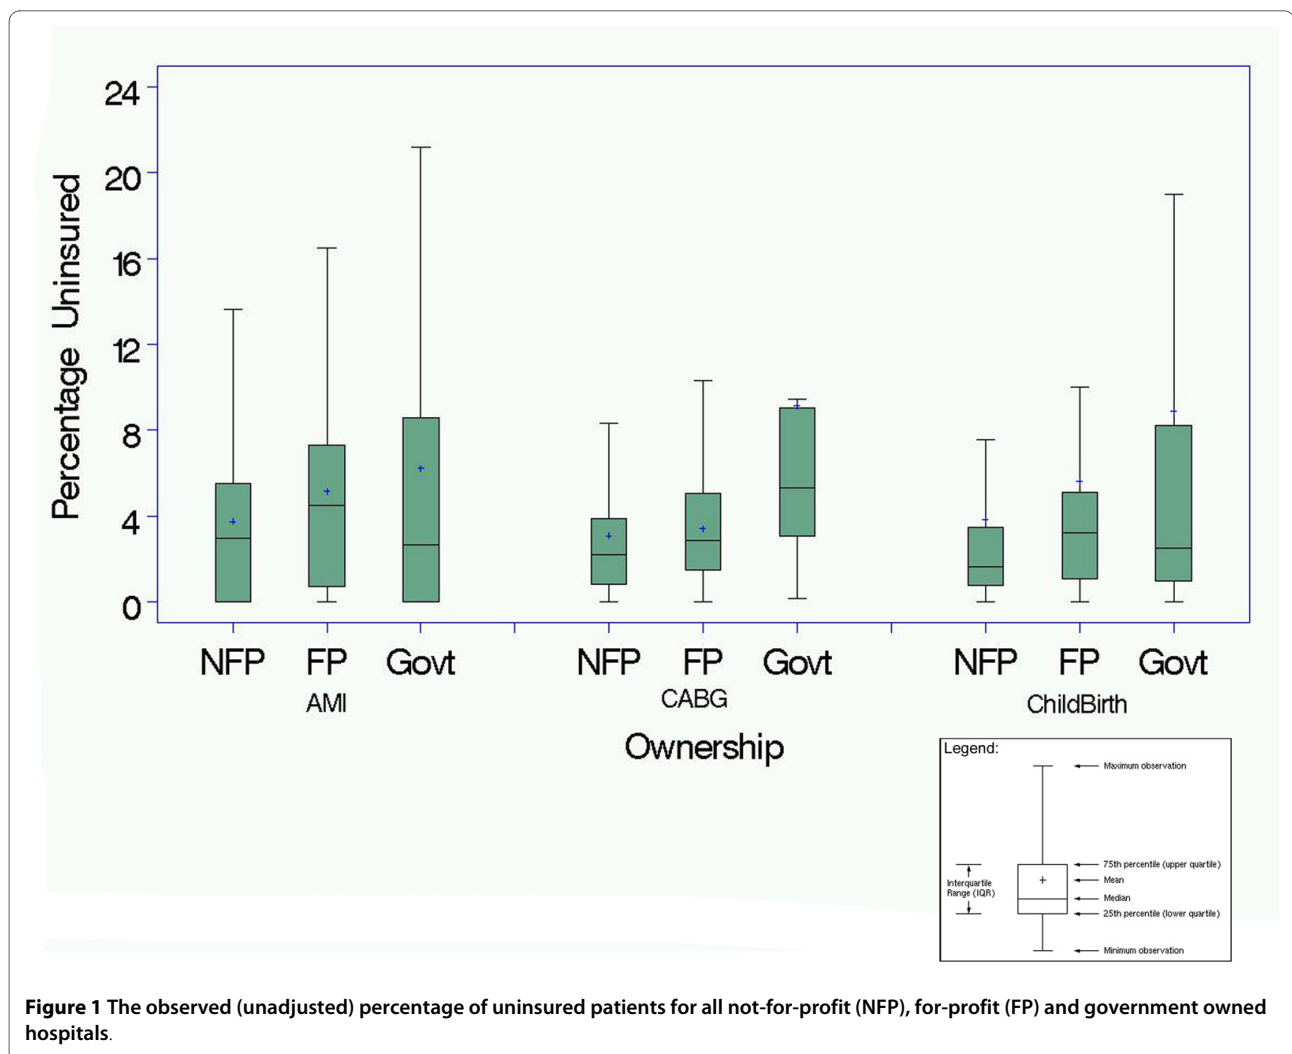 24
20
16
12
8
4
0
Percentage Uninsured
NFP FP Govt NFP FP Govt NFP FP Govt
AMI CABG ChildBirth
Ownership
Legend:
Maximum observation
75th percentile (upper quartile)
Mean
Interquartile
Range (IQR)
Median
25th percentile (lower quartile)
Minimum observation
Figure 1 The observed (unadjusted) percentage of uninsured patients for all not-for-profit (NFP), for-profit (FP) and government owned
hospitals.